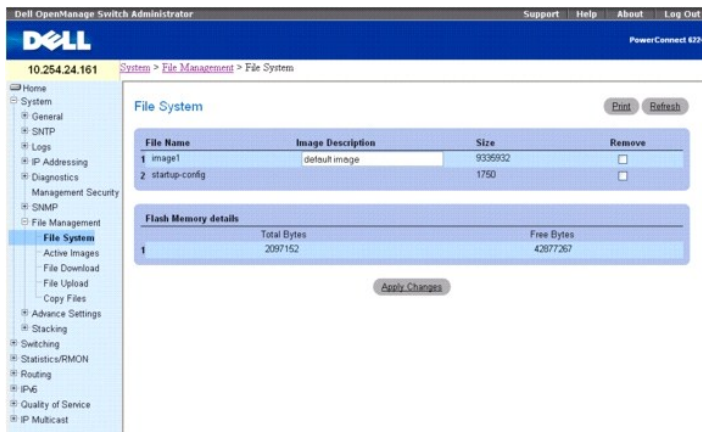 Dell OpenManage Switch Administrator
Support Help About Log Out
DELL
PowerConnect 622
10.254.24.161
System > File Management > File System
Home
System
General
SNTP
Logs
IP Addressing
Diagnostics
Management Security
SNMP
File Management
File System
Active Images
File Download
File Upload
Copy Files
Advance Settings
Stacking
Switching
Statistics/RMON
Routing
IPv6
Quality of Service
IP Multicast
File System
Print Refresh
File Name Image Description Size Remove
1 image1 default image 9335932
2 startup-config 1750
Flash Memory details
Total Bytes Free Bytes
1 2097152 42877267
Apply Changes